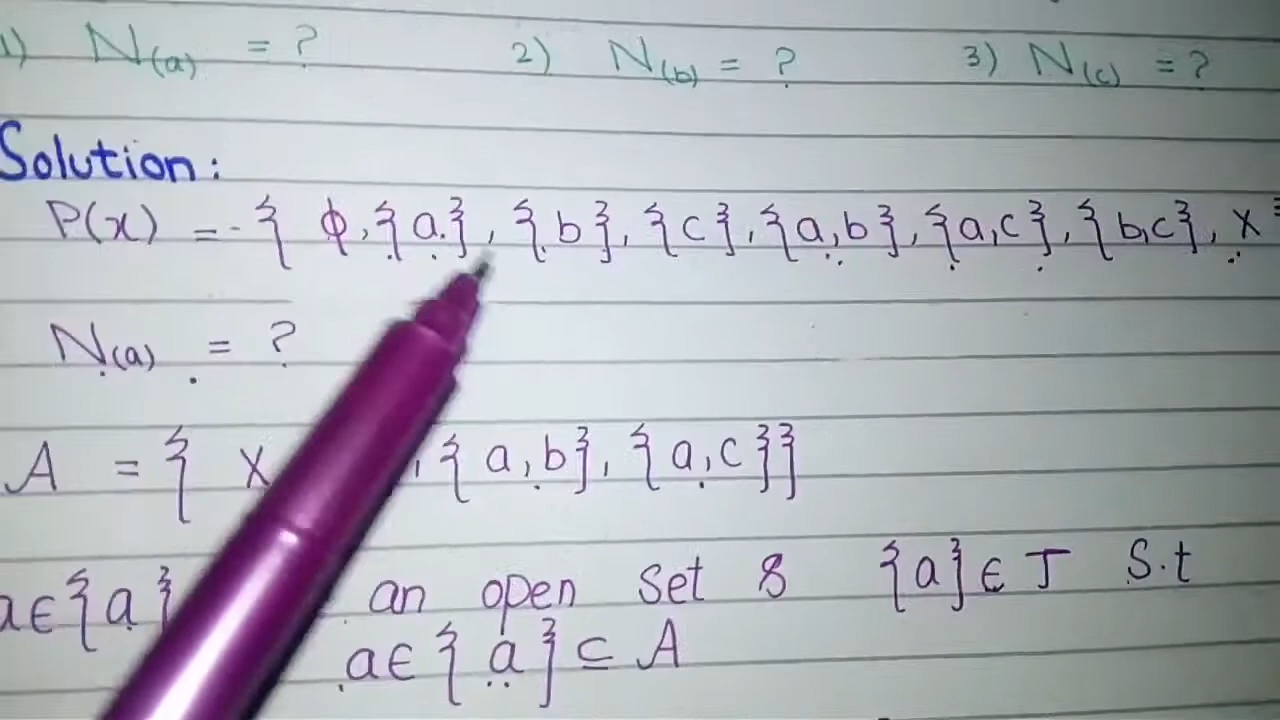 1) N(a) = ? 2) N(b) = ? 3) N(c) = ?
Solution:
P(x) = { ϕ, {a}, {b}, {c}, {a,b}, {a,c}, {b,c}, X
N(a) = ?
A = { X , {a,b}, {a,c}}
a∈{a} an open set & {a}∈T S.t
a∈{a}⊂A